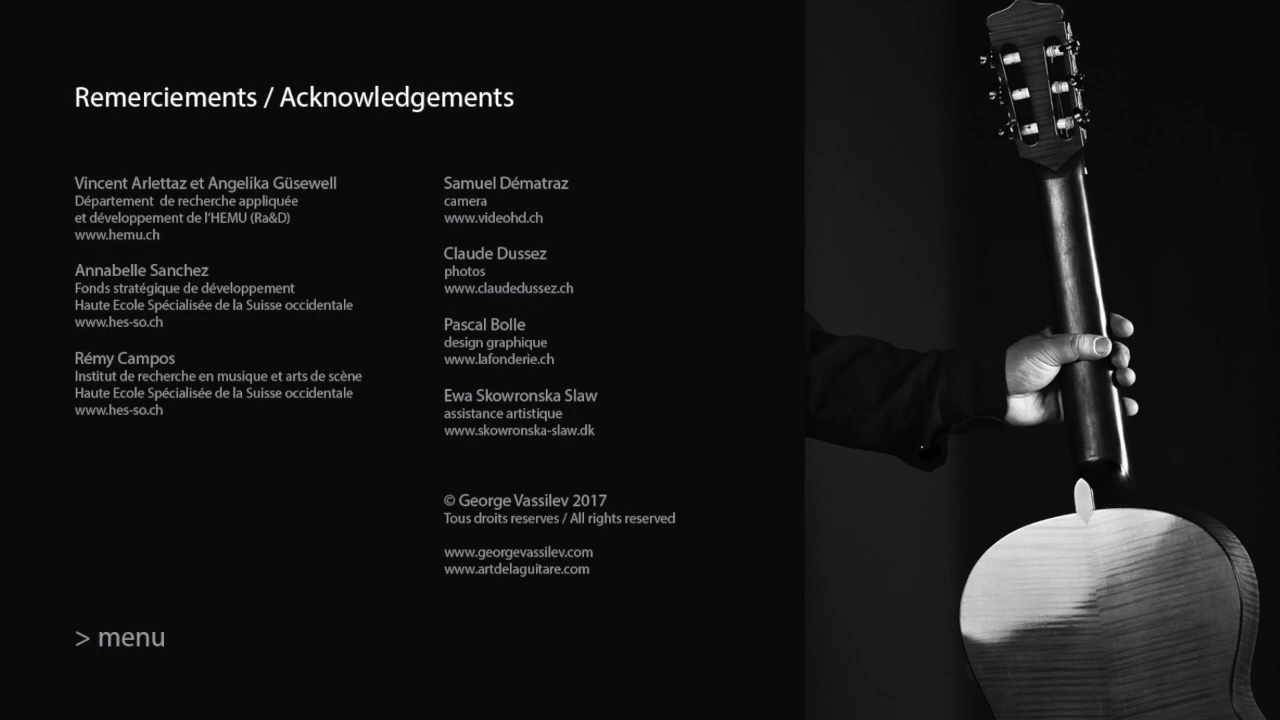 Remerciements / Acknowledgements
Vincent Arlettaz et Angelika Güsewell
Département de recherche appliquée
et développement de l'HEMU (Ra&D)
www.hemu.ch
Annabelle Sanchez
Fonds stratégique de développement
Haute Ecole Spécialisée de la Suisse occidentale
www.hes-so.ch
Rémy Campos
Institut de recherche en musique et arts de scène
Haute Ecole Spécialisée de la Suisse occidentale
www.hes-so.ch
Samuel Dématraz
camera
www.videohd.ch
Claude Dussez
photos
www.claudedussez.ch
Pascal Bolle
design graphique
www.lafonderie.ch
Ewa Skowronska Slaw
assistance artistique
www.skowronska-slaw.dk
© George Vassilev 2017
Tous droits reserves / All rights reserved
www.georgevassilev.com
www.artdelaguitare.com
> menu